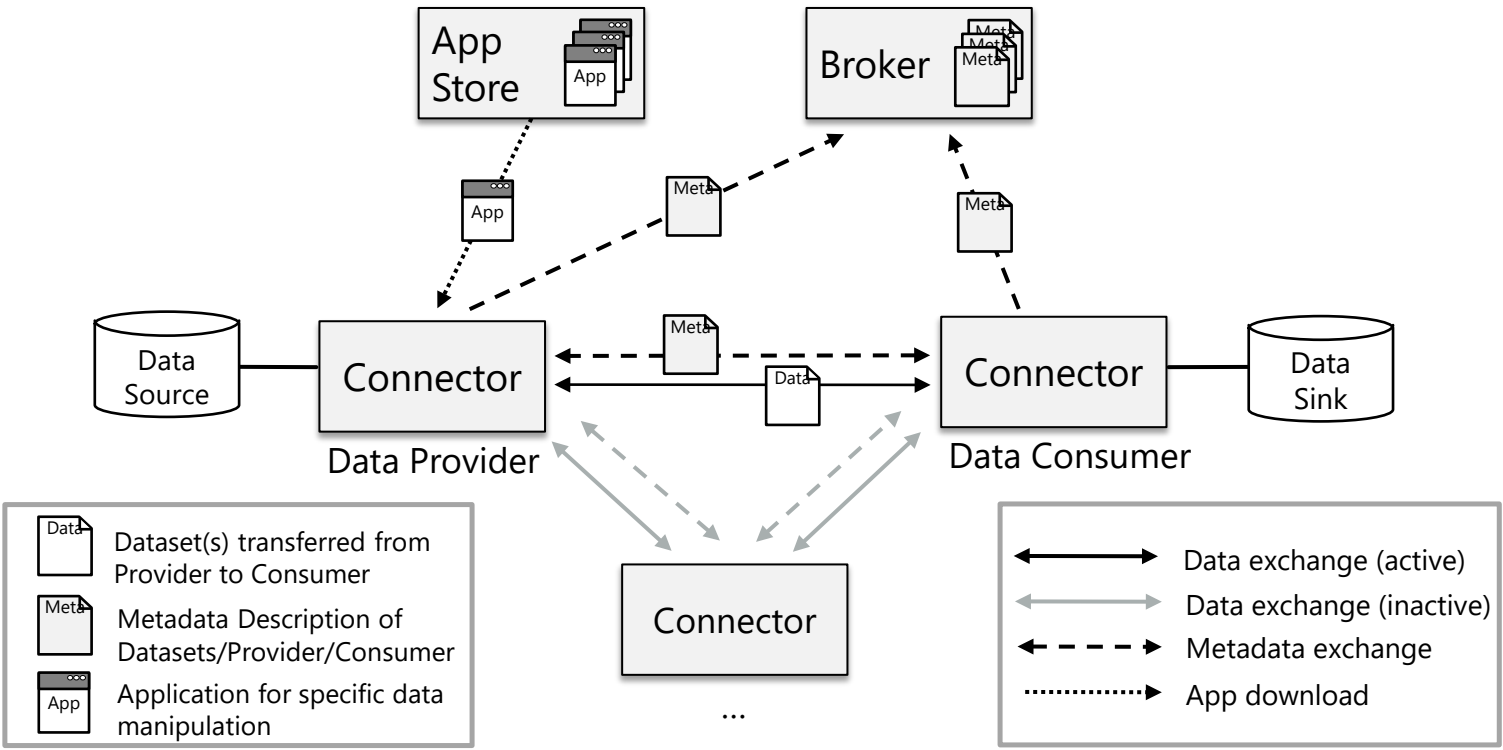 App
Store
App
Broker
Meta
Meta
Meta
App
Meta
Meta
Data
Source
Connector
Meta
Data
Connector
Data
Sink
Data Provider
Data Consumer
Connector
...
Data
Dataset(s) transferred from
Provider to Consumer
Meta
Metadata Description of
Datasets/Provider/Consumer
App
Application for specific data
manipulation
Data exchange (active)
Data exchange (inactive)
Metadata exchange
App download